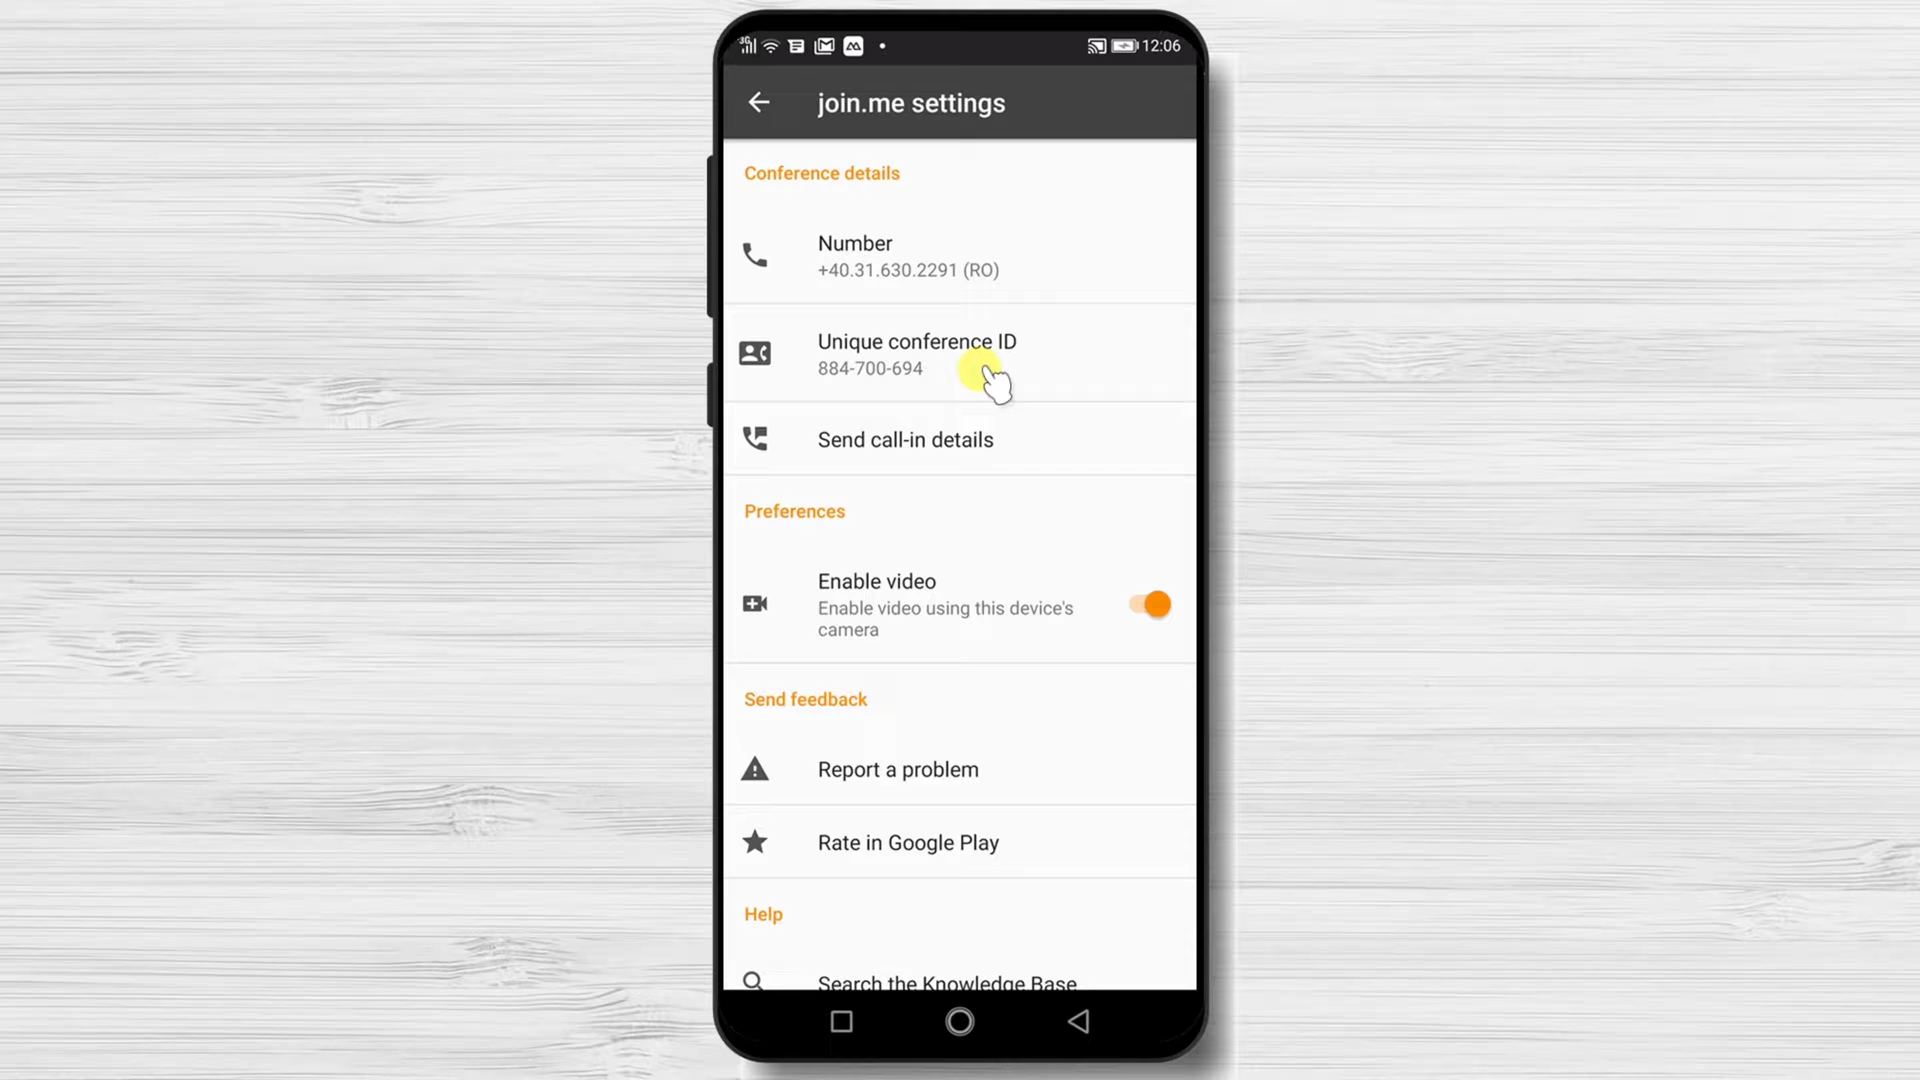 3G
12:06
join.me settings
Conference details
Number
+40.31.630.2291 (RO)
Unique conference ID
884-700-694
Send call-in details
Preferences
Enable video
Enable video using this device's
camera
Send feedback
Report a problem
Rate in Google Play
Help
Search the Knowledge Base